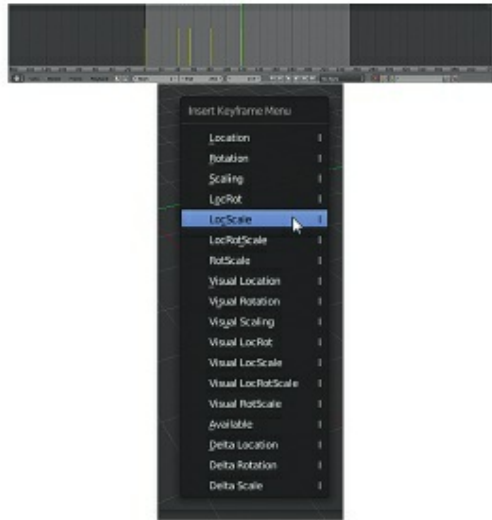 Insert Keyframe Menu
Location I
Rotation I
Scaling I
LocRot I
LocScale I
LocRotScale I
RotScale I
Visual Location I
Visual Rotation I
Visual Scaling I
Visual LocRot I
Visual LocScale I
Visual LocRotScale I
Visual RotScale I
Available I
Delta Location I
Delta Rotation I
Delta Scale I